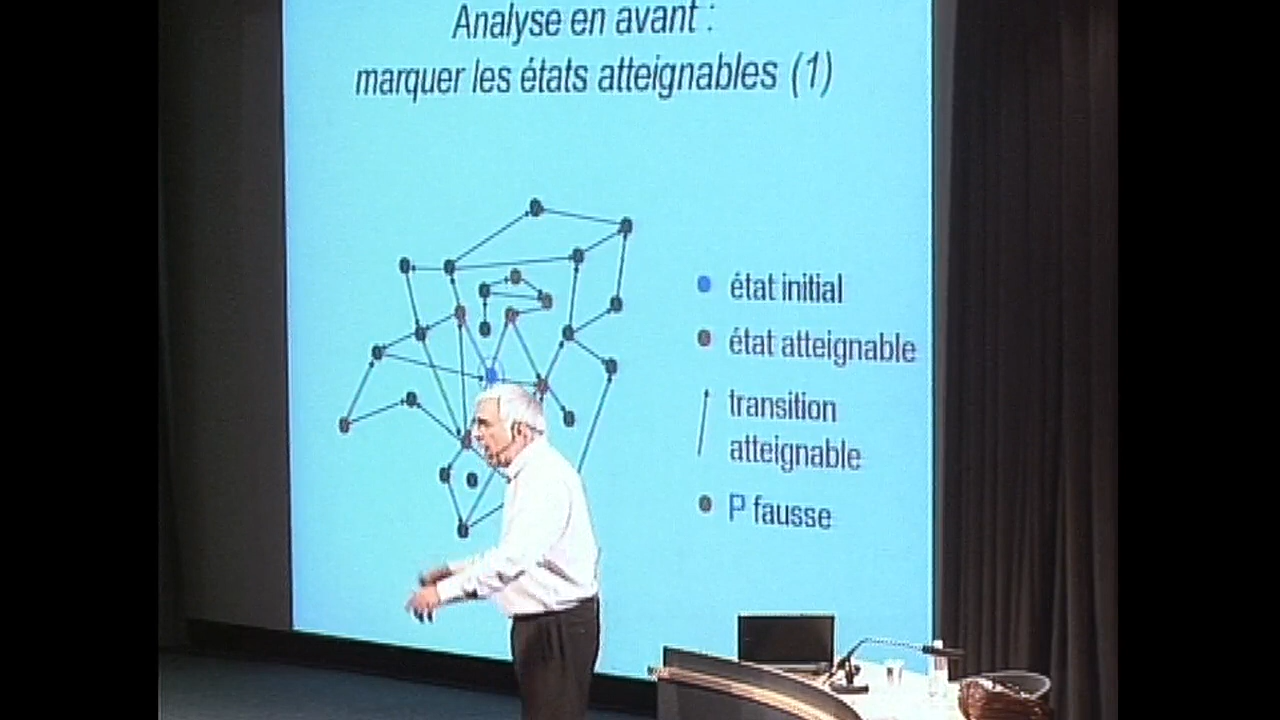 Analyse en avant :
marquer les états atteignables (1)
état initial
état atteignable
transition
atteignable
P fausse